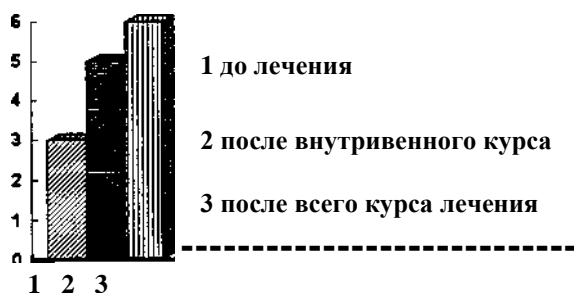 6
5
4
3
2
1
0
1 2 3
1 до лечения
2 после внутривенного курса
3 после всего курса лечения